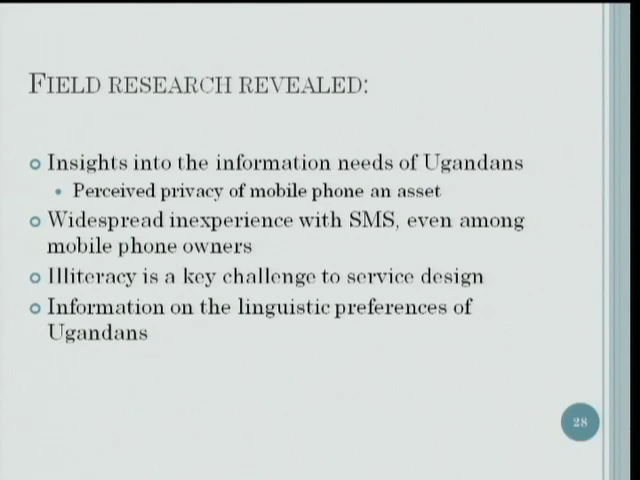 FIELD RESEARCH REVEALED:
Insights into the information needs of Ugandans
Perceived privacy of mobile phone an asset
Widespread inexperience with SMS, even among
mobile phone owners
Illiteracy is a key challenge to service design
Information on the linguistic preferences of
Ugandans
28